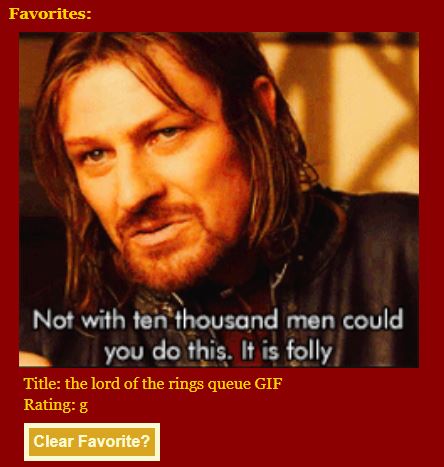 Favorites:
Not with ten thousand men could
you do this. It is folly
Title: the lord of the rings queue GIF
Rating: g
Clear Favorite?